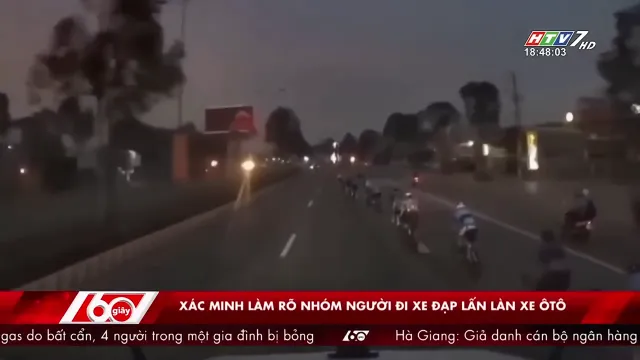 HTV7 HD
18:48:03
60 giây
XÁC MINH LÀM RÕ NHÓM NGƯỜI ĐI XE ĐẠP LẤN LÀN XE ÔTÔ
gas do bất cẩn, 4 người trong một gia đình bị bỏng 60 giây Hà Giang: Giả danh cán bộ ngân hàng